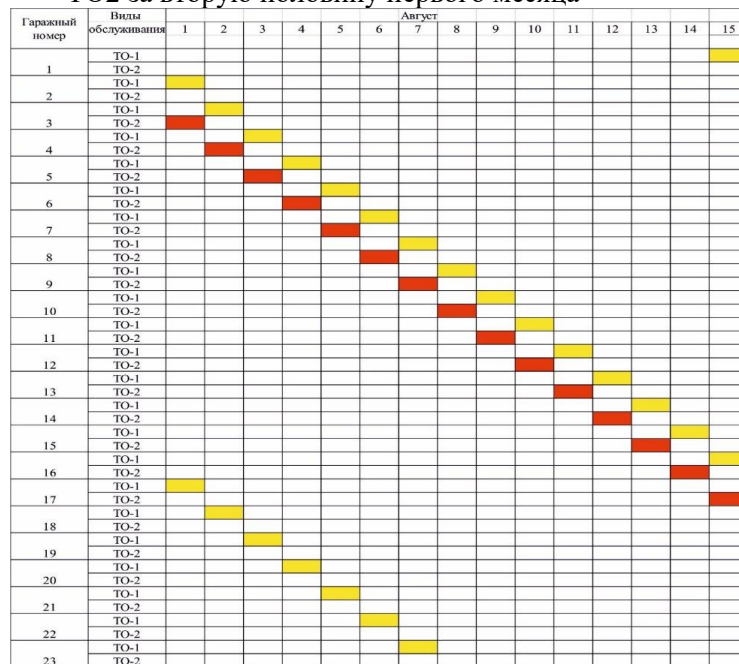 ТО2 за вторую половину первого месяца
Гаражный номер Виды обслуживания Август
1 2 3 4 5 6 7 8 9 10 11 12 13 14 15
ТО-1
1 ТО-2
ТО-1
2 ТО-2
ТО-1
3 ТО-2
ТО-1
4 ТО-2
ТО-1
5 ТО-2
ТО-1
6 ТО-2
ТО-1
7 ТО-2
ТО-1
8 ТО-2
ТО-1
9 ТО-2
ТО-1
10 ТО-2
ТО-1
11 ТО-2
ТО-1
12 ТО-2
ТО-1
13 ТО-2
ТО-1
14 ТО-2
ТО-1
15 ТО-2
ТО-1
16 ТО-2
ТО-1
17 ТО-2
ТО-1
18 ТО-2
ТО-1
19 ТО-2
ТО-1
20 ТО-2
ТО-1
21 ТО-2
ТО-1
22 ТО-2
ТО-1
23 ТО-2